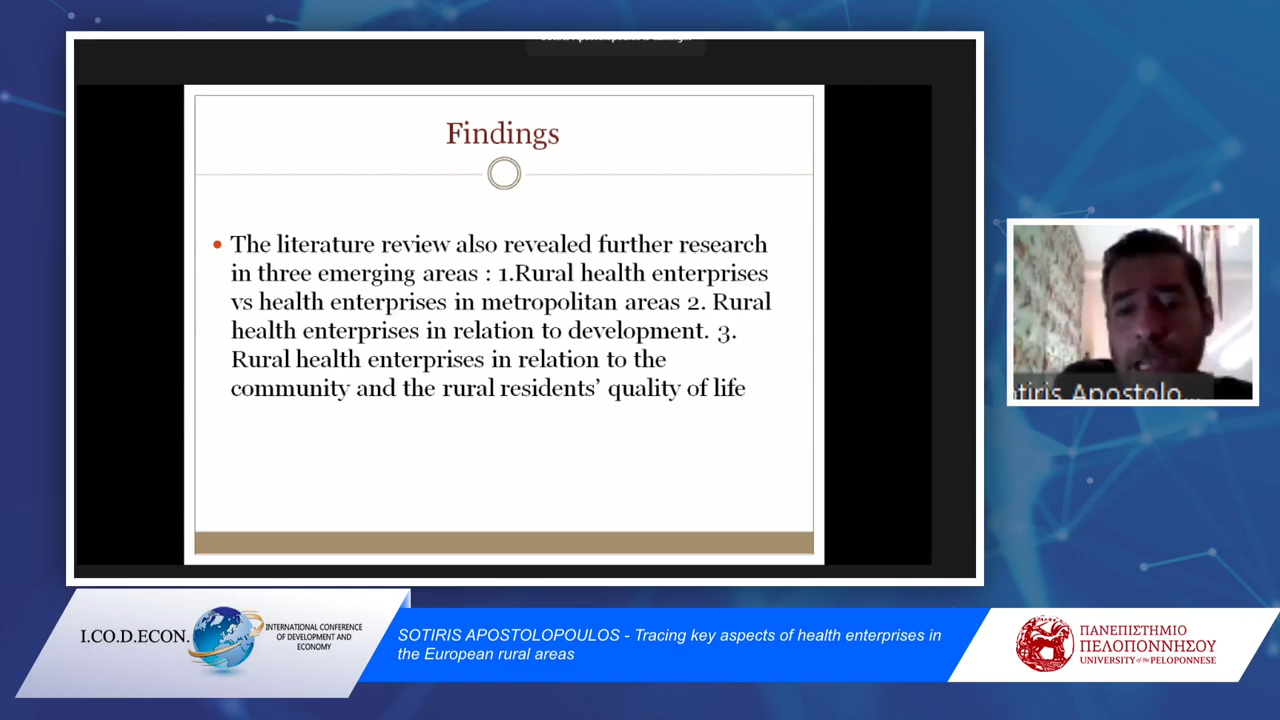 Findings
The literature review also revealed further research
in three emerging areas : 1.Rural health enterprises
vs health enterprises in metropolitan areas 2. Rural
health enterprises in relation to development. 3.
Rural health enterprises in relation to the
community and the rural residents’ quality of life
tiris Apostolo...
I.CO.D.ECON.
INTERNATIONAL CONFERENCE
OF DEVELOPMENT AND
ECONOMY
SOTIRIS APOSTOLOPOULOS - Tracing key aspects of health enterprises in
the European rural areas
ΠΑΝΕΠΙΣΤΗΜΙΟ
ΠΕΛΟΠΟΝΝΗΣΟΥ
UNIVERSITY of the PELOPONNESE